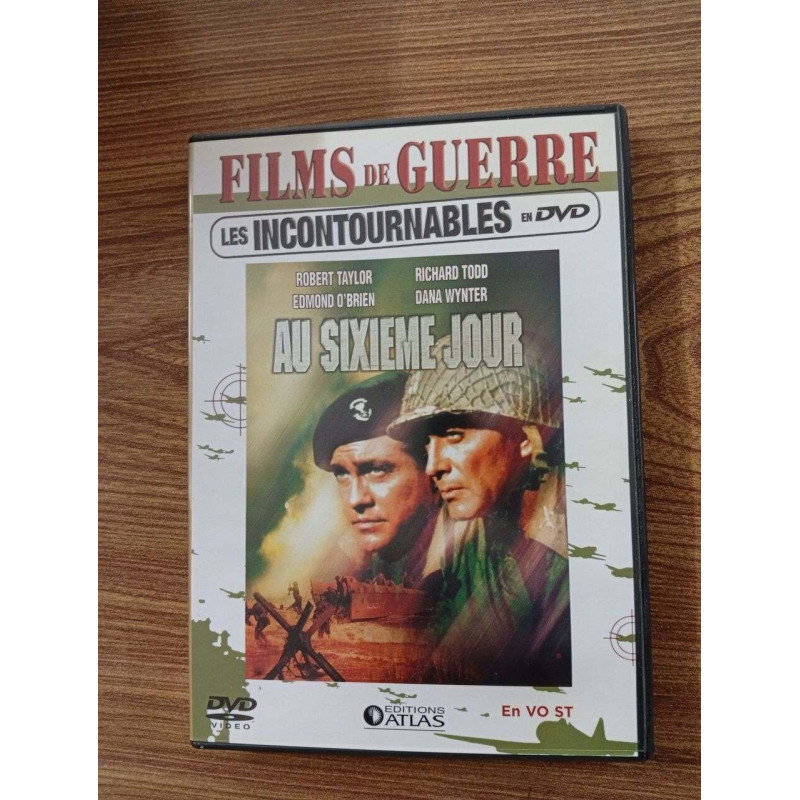 FILMS DE GUERRE
LES INCONTOURNABLES EN DVD
ROBERT TAYLOR RICHARD TODD
EDMOND O'BRIEN DANA WYNTER
AU SIXIEME JOUR
DVD
VIDEO
EDITIONS
ATLAS
En VO ST